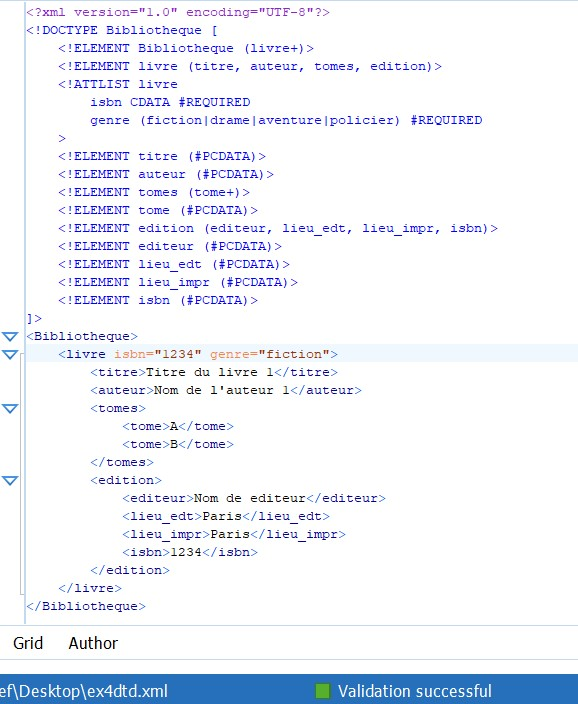 <?xml version="1.0" encoding="UTF-8"?>
<!DOCTYPE Bibliotheque [
    <!ELEMENT Bibliotheque (livre+)>
    <!ELEMENT livre (titre, auteur, tomes, edition)>
    <!ATTLIST livre
        isbn CDATA #REQUIRED
        genre (fiction|drame|aventure|policier) #REQUIRED
    >
    <!ELEMENT titre (#PCDATA)>
    <!ELEMENT auteur (#PCDATA)>
    <!ELEMENT tomes (tome+)>
    <!ELEMENT tome (#PCDATA)>
    <!ELEMENT edition (editeur, lieu_edt, lieu_impr, isbn)>
    <!ELEMENT editeur (#PCDATA)>
    <!ELEMENT lieu_edt (#PCDATA)>
    <!ELEMENT lieu_impr (#PCDATA)>
    <!ELEMENT isbn (#PCDATA)>
]>
<Bibliotheque>
    <livre isbn="1234" genre="fiction">
        <titre>Titre du livre 1</titre>
        <auteur>Nom de l'auteur 1</auteur>
        <tomes>
            <tome>A</tome>
            <tome>B</tome>
        </tomes>
        <edition>
            <editeur>Nom de editeur</editeur>
            <lieu_edt>Paris</lieu_edt>
            <lieu_impr>Paris</lieu_impr>
            <isbn>1234</isbn>
        </edition>
    </livre>
</Bibliotheque>
Grid Author
ef\Desktop\ex4dtd.xml Validation successful